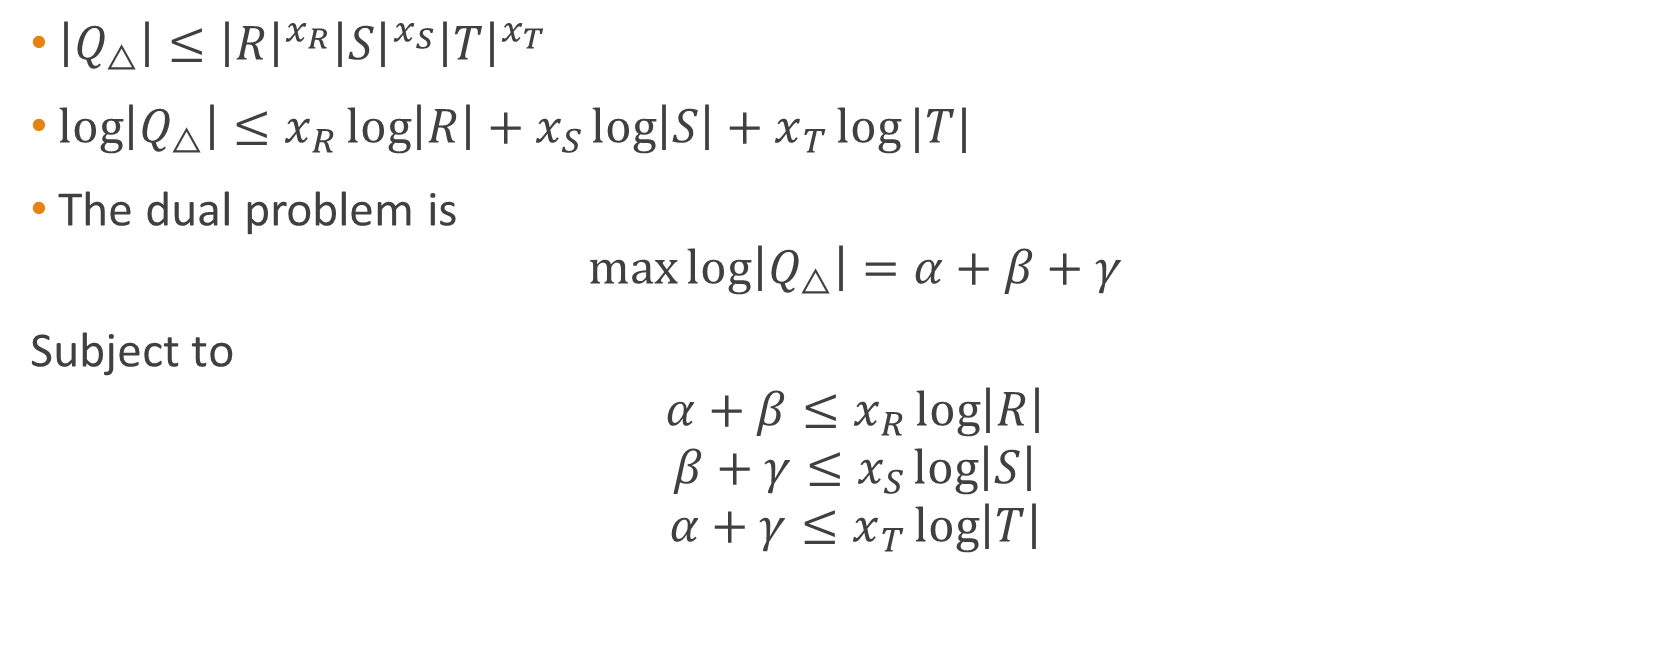 • |Q△| ≤ |R|^{x_R}|S|^{x_S}|T|^{x_T}
• log|Q△| ≤ x_R log|R| + x_S log|S| + x_T log |T|
• The dual problem is
max log|Q△| = α + β + γ
Subject to
α + β ≤ x_R log|R|
β + γ ≤ x_S log|S|
α + γ ≤ x_T log|T|